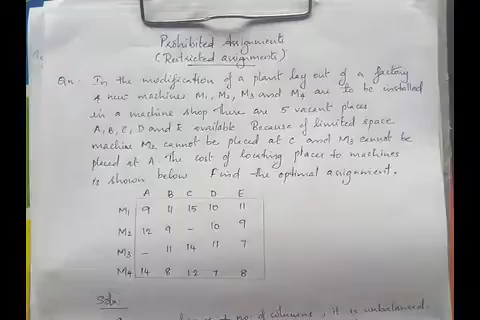 Prohibited Assignments
(Restricted assignments)
Qn. In the modification of a plant lay out of a factory
4 new machines M1, M2, M3 and M4 are to be installed
in a machine shop There are 5 vacent places
A, B, C, D and E available Because of limited space
machine M2 cannot be placed at C and M3 cannot be
placed at A. The cost of locating places to machines
is shown below Find the optimal assignment.
A B C D E
M1 9 11 15 10 11
M2 12 9 - 10 9
M3 - 11 14 11 7
M4 14 8 12 7 8
Soln:
no. of columns, it is unbalanced.